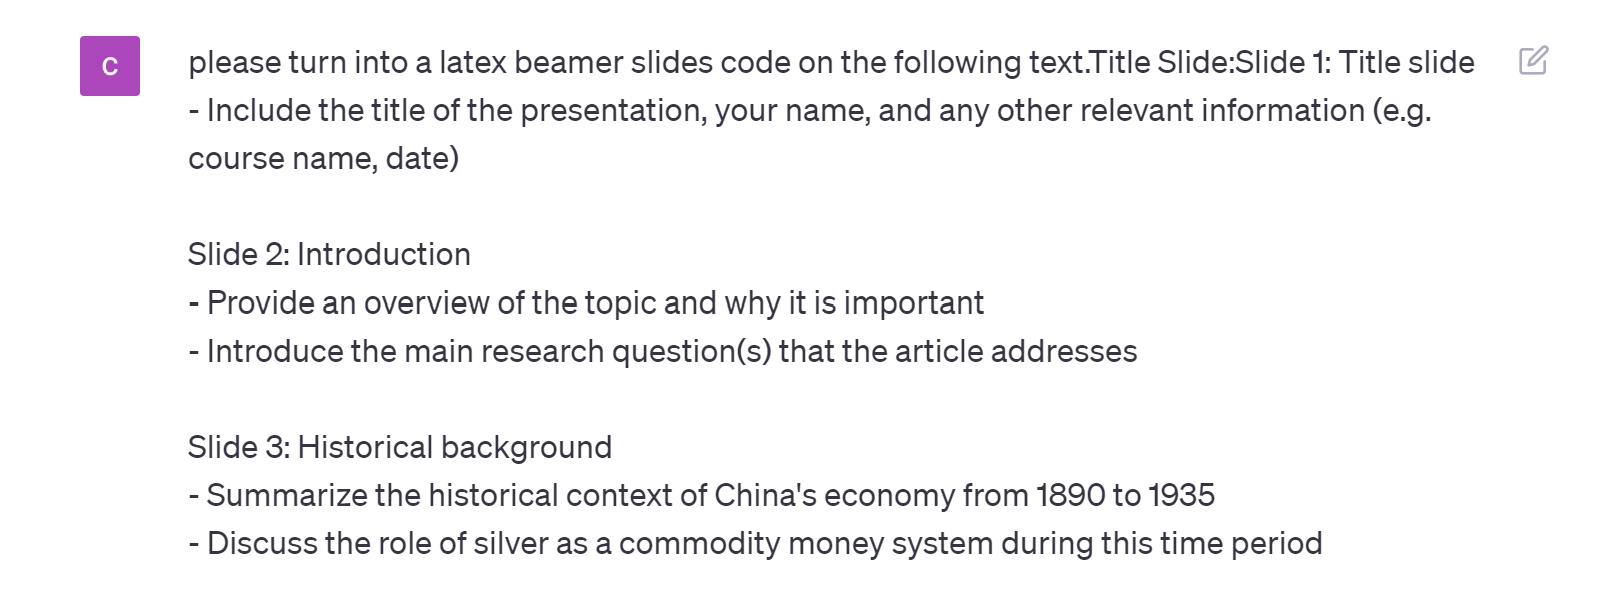 C
please turn into a latex beamer slides code on the following text.Title Slide:Slide 1: Title slide
- Include the title of the presentation, your name, and any other relevant information (e.g.
course name, date)
Slide 2: Introduction
- Provide an overview of the topic and why it is important
- Introduce the main research question(s) that the article addresses
Slide 3: Historical background
- Summarize the historical context of China's economy from 1890 to 1935
- Discuss the role of silver as a commodity money system during this time period